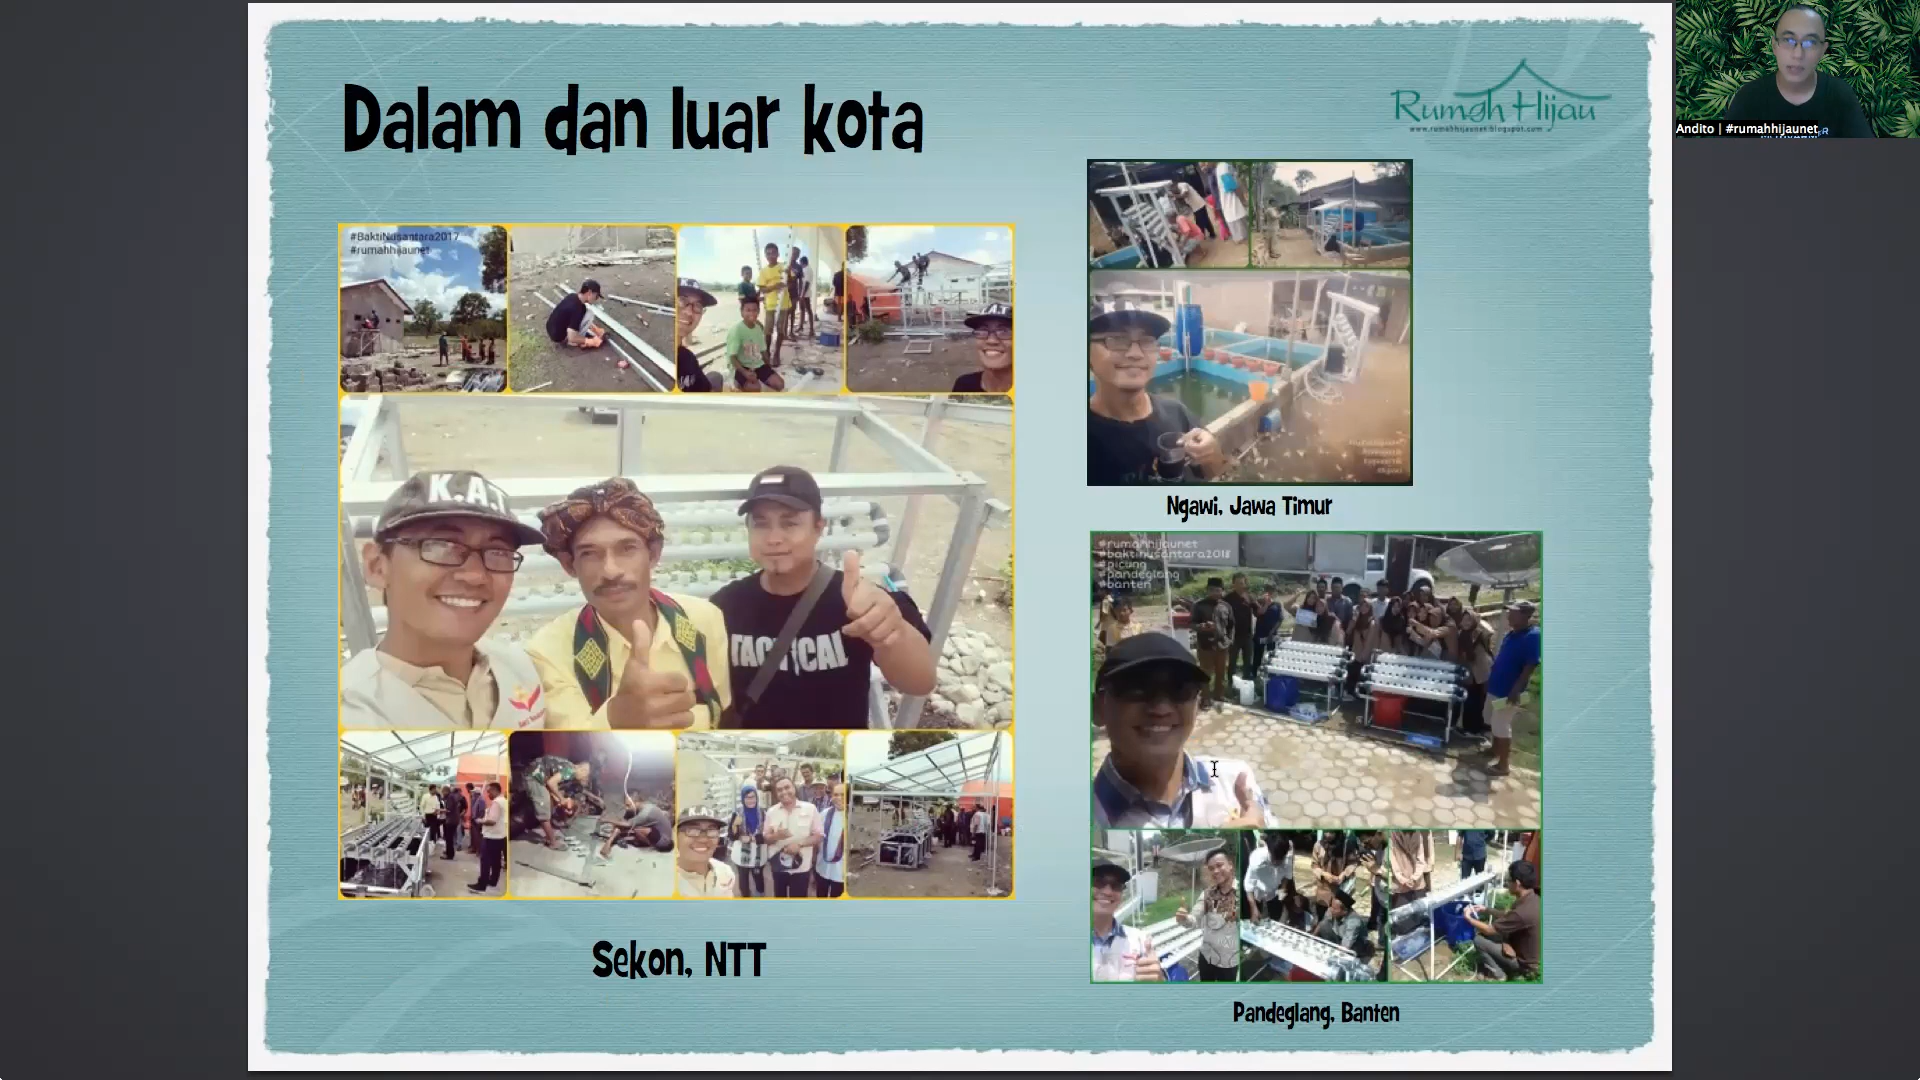 Dalam dan luar kota
Rumah Hijau
www.rumahhijaunet.blogspot.com
Andito | #rumahhijaunet
#BaktiNusantara2017
#rumahhijaunet
K.A.T
TACTICAL
K.A.T
Sekon, NTT
Ngawi, Jawa Timur
#rumahhijaunet
#baktinusantara2018
#picung
#pandeglang
#banten
Pandeglang, Banten